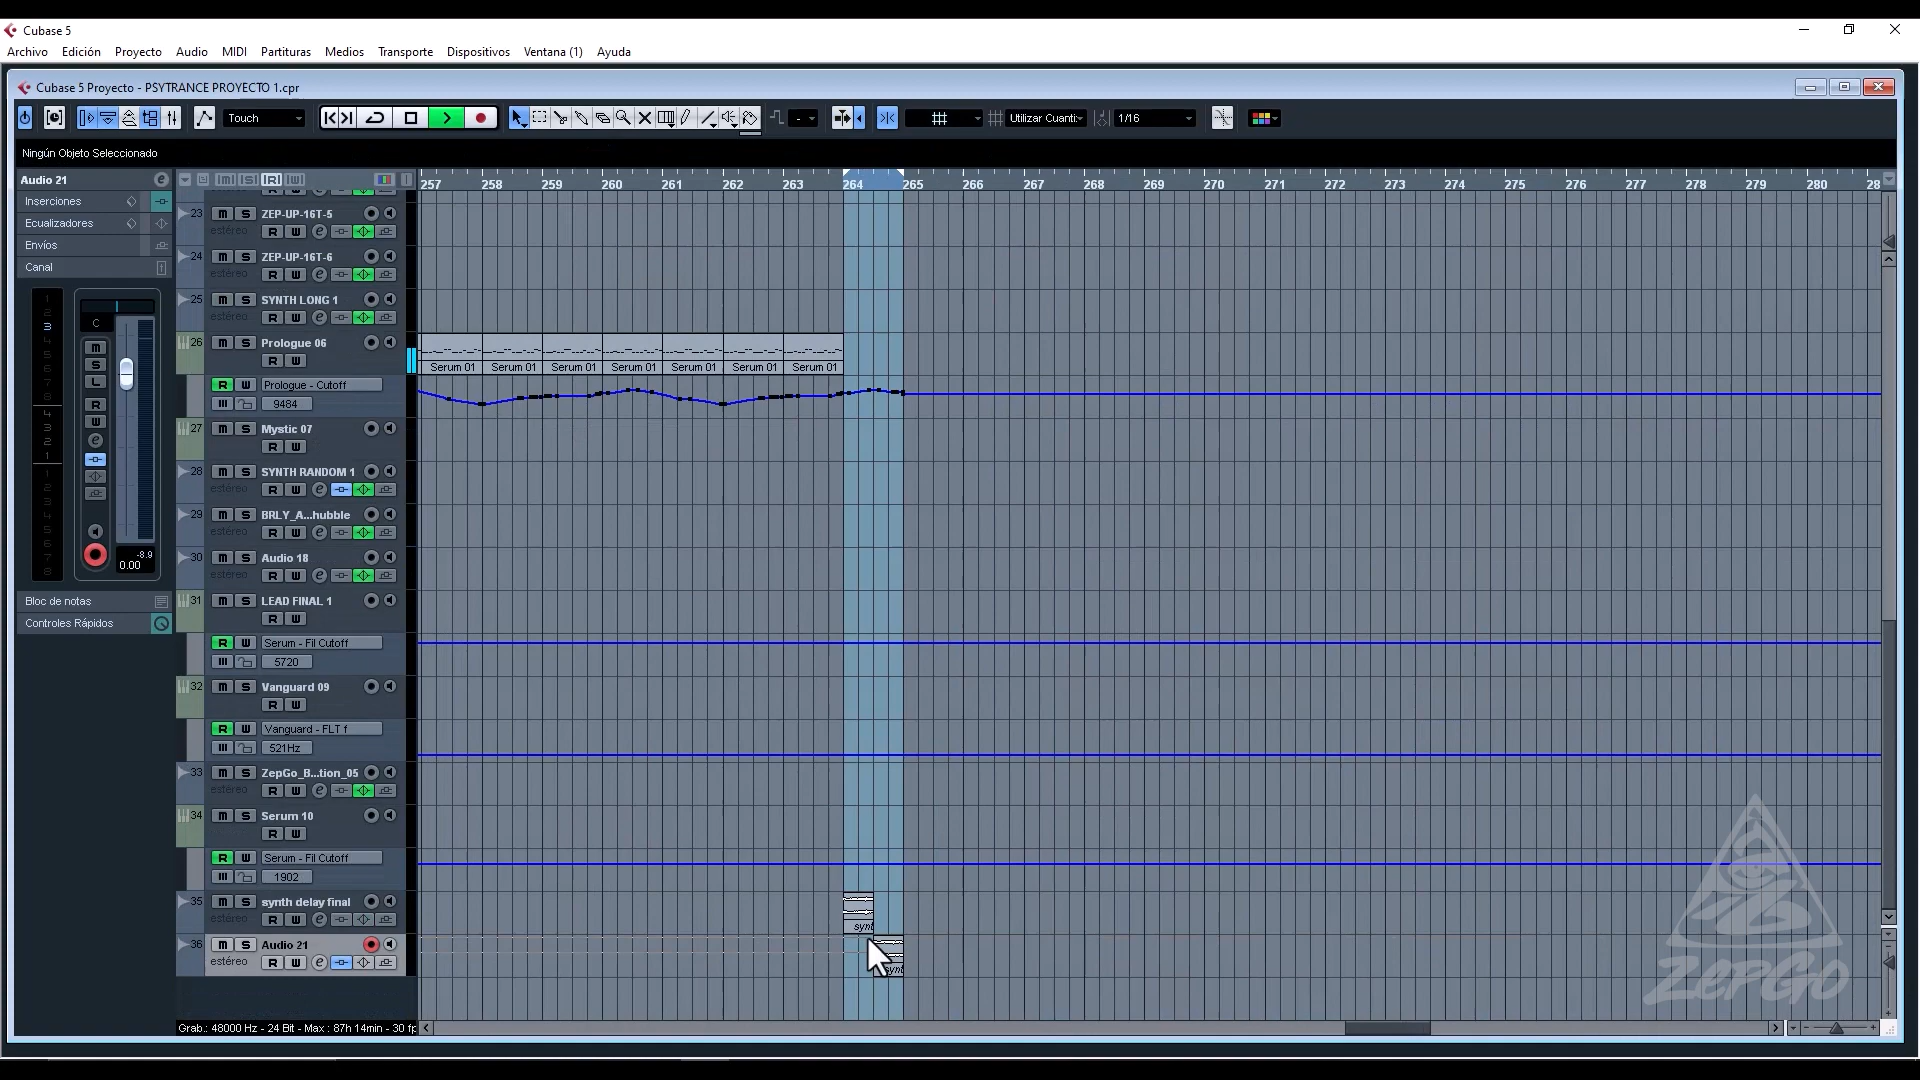 Cubase 5
Archivo Edición Proyecto Audio MIDI Partituras Medios Transporte Dispositivos Ventana (1) Ayuda
Cubase 5 Proyecto - PSYTRANCE PROYECTO 1.cpr
Touch Utilizar Cuanti: 1/16
Ningún Objeto Seleccionado
Audio 21
257 258 259 260 261 262 263 264 265 266 267 268 269 270 271 272 273 274 275 276 277 278 279 280 28
Inserciones
Ecualizadores
Envíos
Canal
C
-8.9
0.00
Bloc de notas
Controles Rápidos
23 m S ZEP-UP-16T-5
estéreo R W e
24 m S ZEP-UP-16T-6
estéreo R W e
25 m S SYNTH LONG 1
estéreo R W e
26 m S Prologue 06
R W
Serum 01 Serum 01 Serum 01 Serum 01 Serum 01 Serum 01 Serum 01
R W Prologue - Cutoff
9484
27 m S Mystic 07
R W
28 m S SYNTH RANDOM 1
estéreo R W e
29 m S BRLY_A...hubble
estéreo R W e
30 m S Audio 18
estéreo R W e
31 m S LEAD FINAL 1
R W
R W Serum - Fil Cutoff
5720
32 m S Vanguard 09
R W
R W Vanguard - FLT f
521Hz
33 m S ZepGo_B...tion_05
estéreo R W e
34 m S Serum 10
R W
R W Serum - Fil Cutoff
1902
35 m S synth delay final
estéreo R W e
synt
36 m S Audio 21
estéreo R W e
synt
Grab.: 48000 Hz - 24 Bit - Max : 87h 14min - 30 fp
ZEPGO